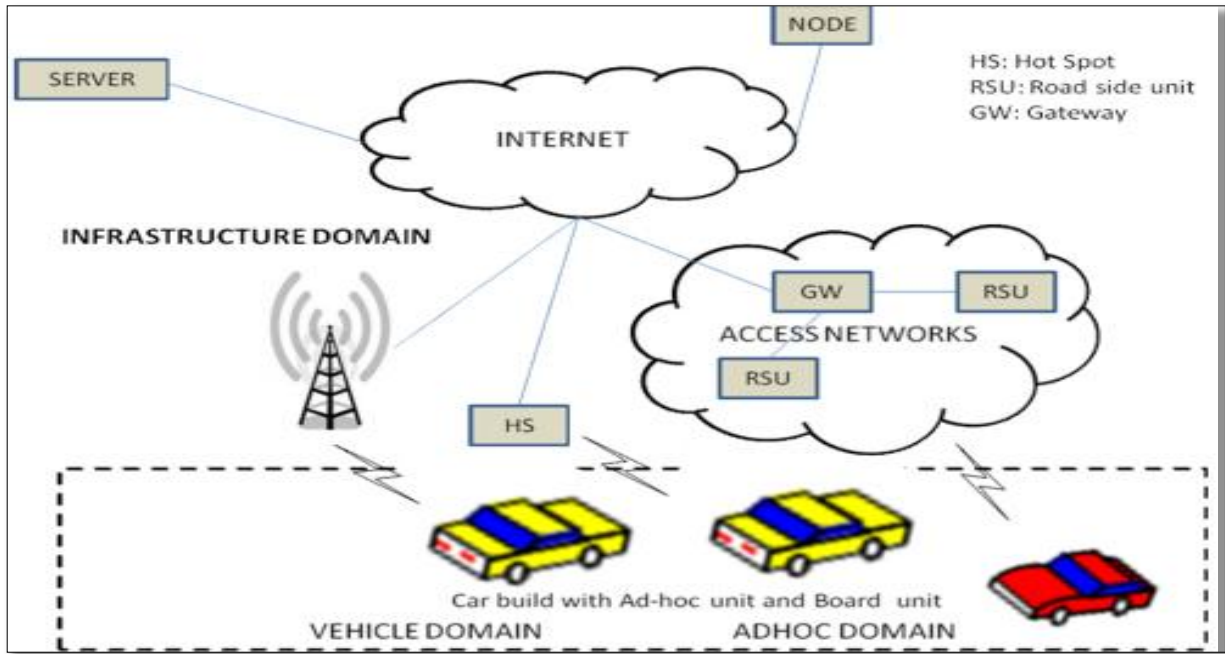 NODE
SERVER
HS: Hot Spot
RSU: Road side unit
GW: Gateway
INTERNET
INFRASTRUCTURE DOMAIN
GW
RSU
ACCESS NETWORKS
RSU
HS
Car build with Ad-hoc unit and Board unit
VEHICLE DOMAIN
ADHOC DOMAIN